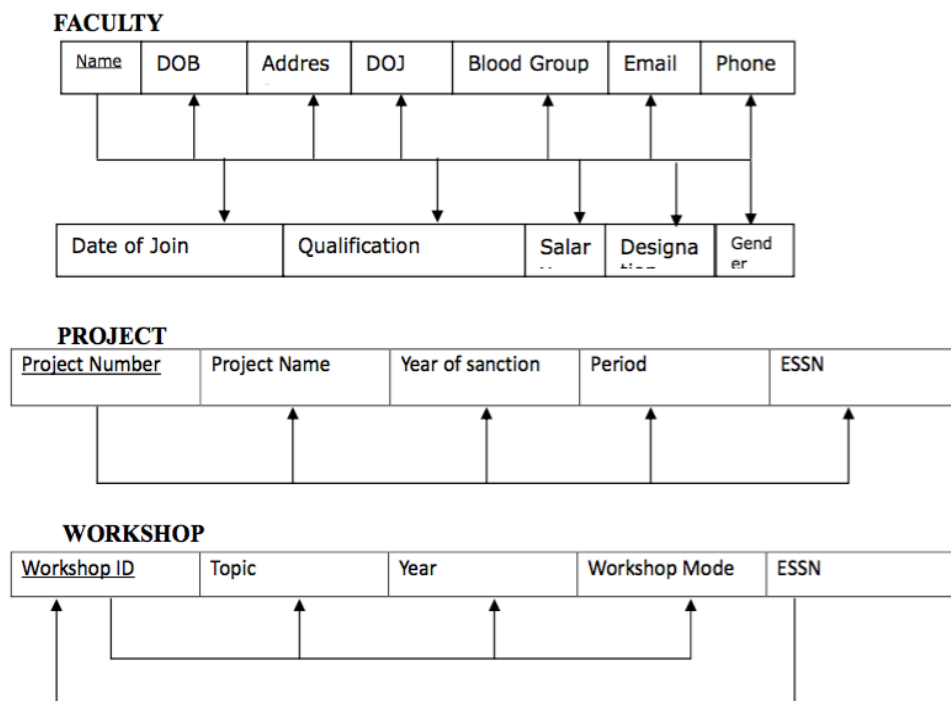 FACULTY
Name DOB Addres DOJ Blood Group Email Phone
Date of Join Qualification Salar Designa Gend
er
PROJECT
Project Number Project Name Year of sanction Period ESSN
WORKSHOP
Workshop ID Topic Year Workshop Mode ESSN